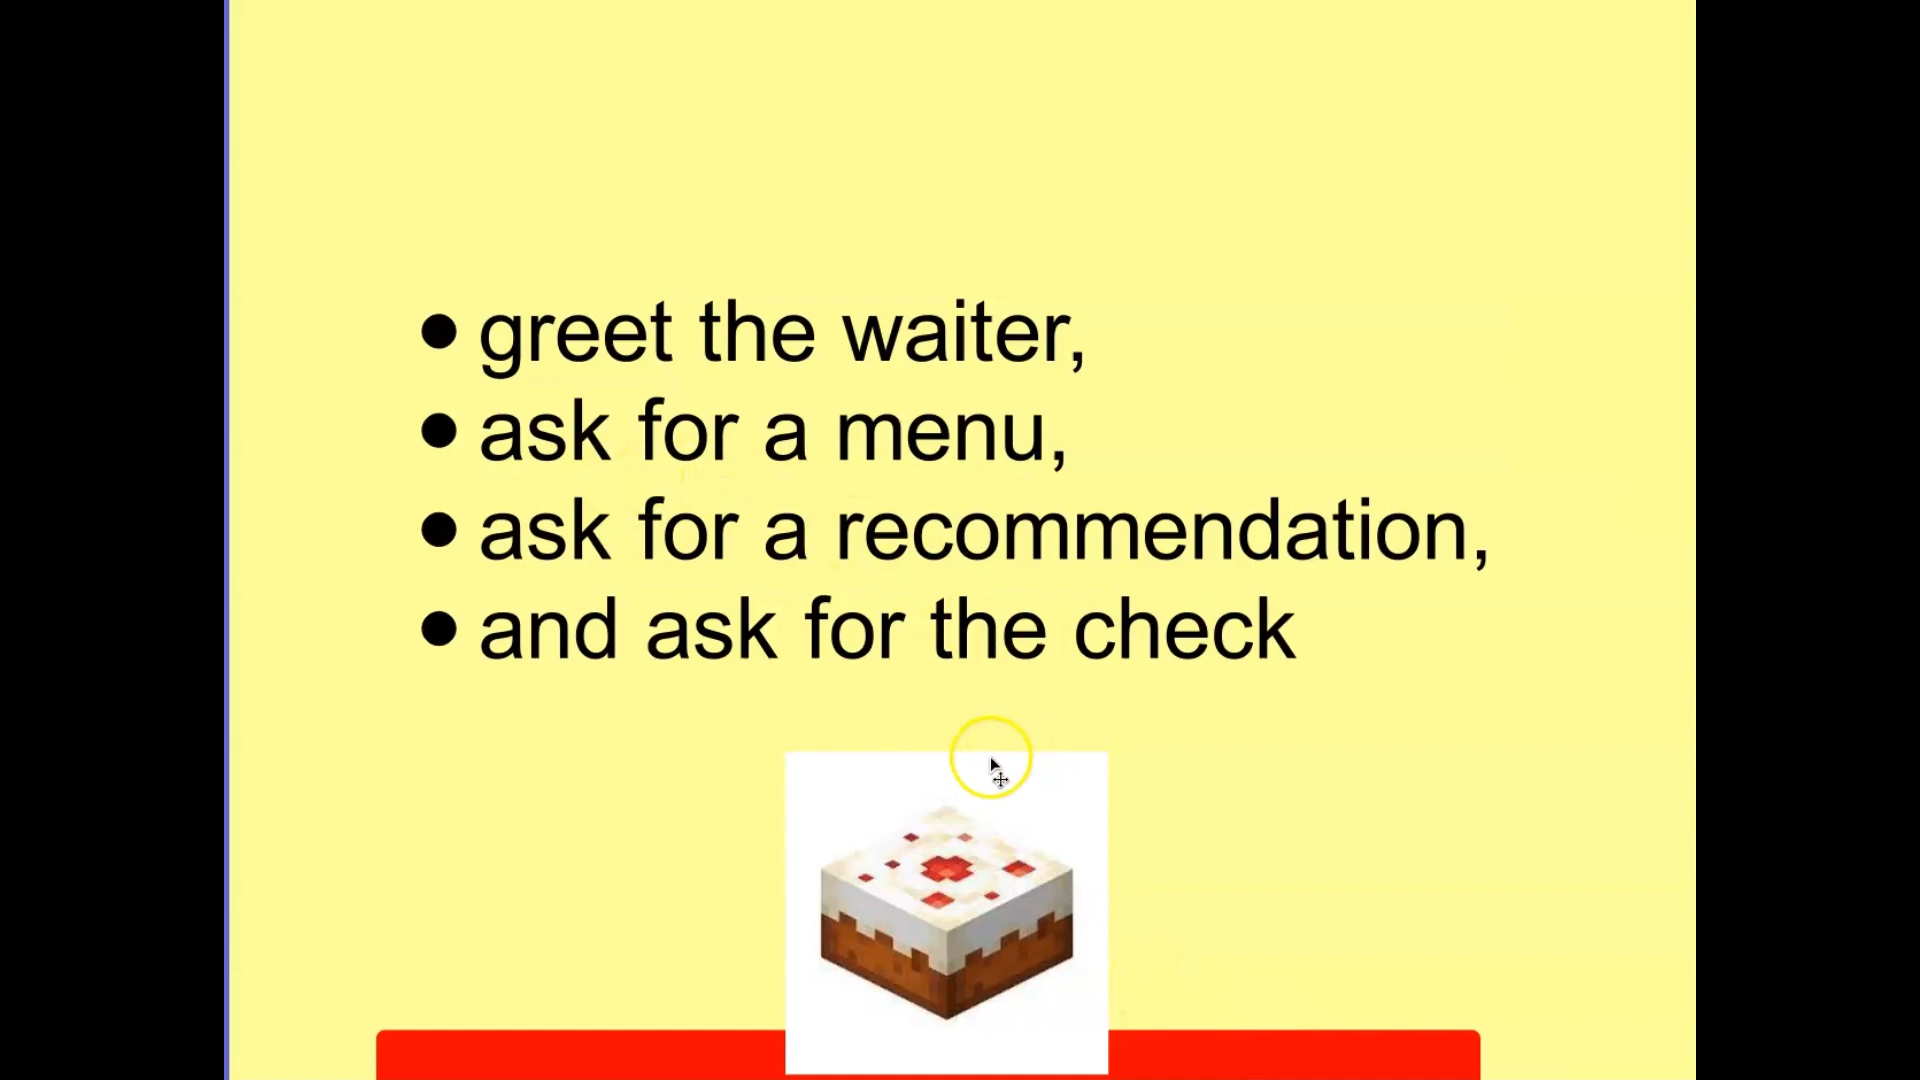 • greet the waiter,
• ask for a menu,
• ask for a recommendation,
• and ask for the check